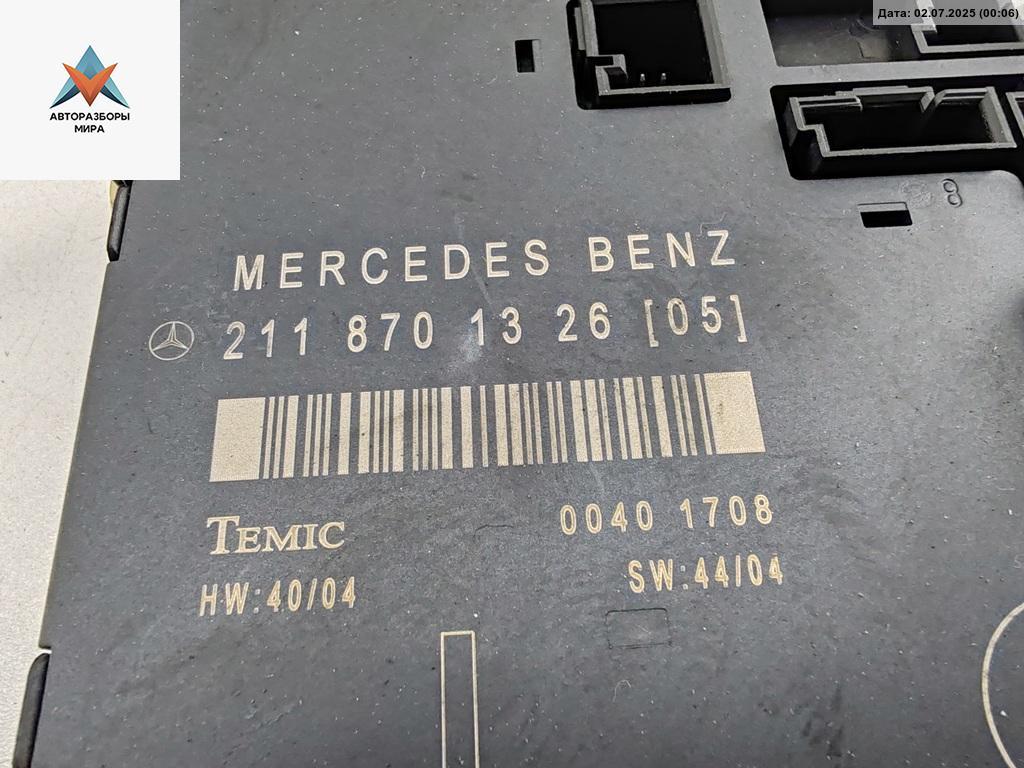 Дата: 02.07.2025 (00:06)
АВТОРАЗБОРЫ
МИРА
8
MERCEDES BENZ
211 870 13 26 [05]
TEMIC 0040 1708
HW:40/04 SW:44/04